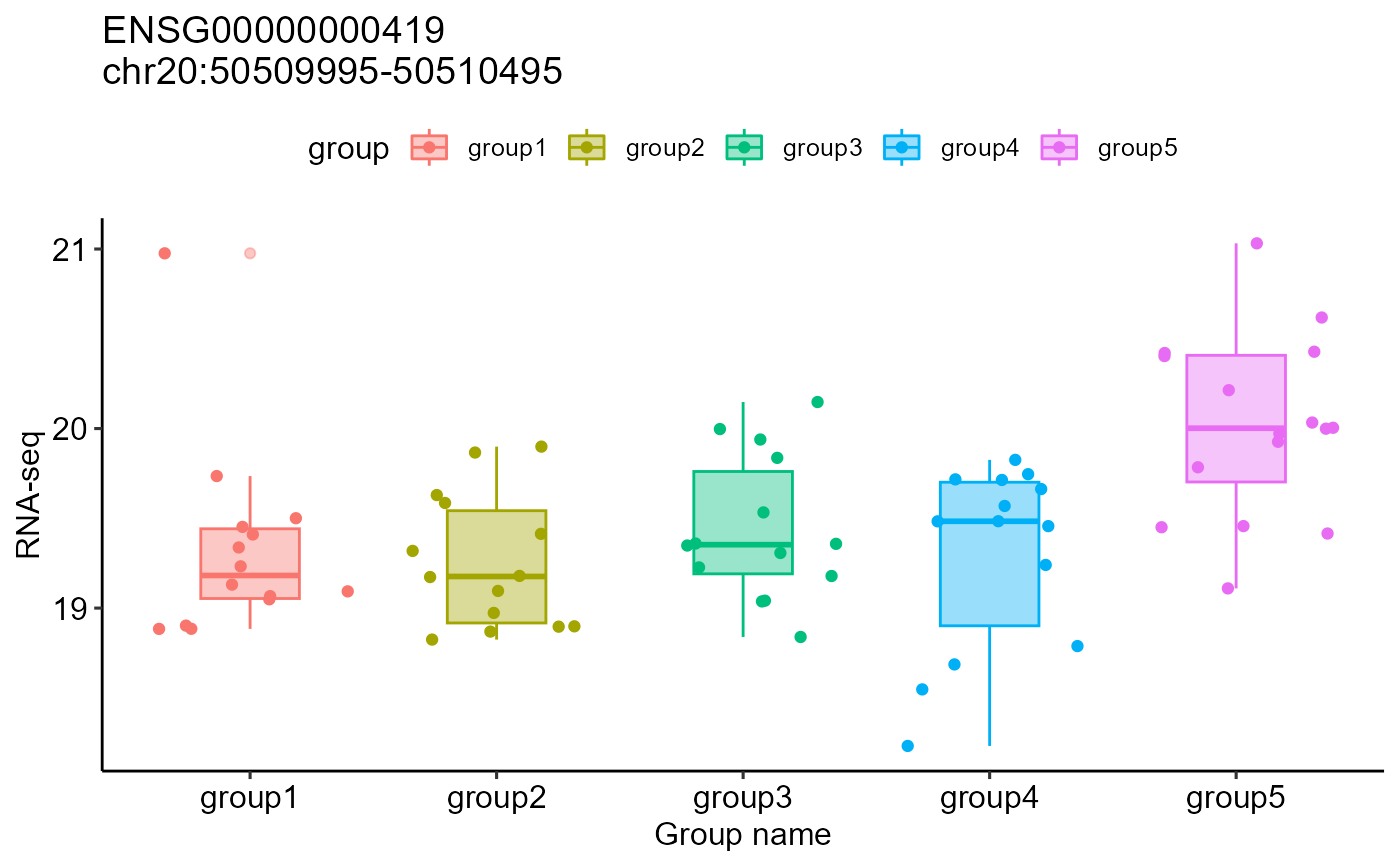 ENSG00000000419
chr20:50509995-50510495
group group1 group2 group3 group4 group5
21
20
19
RNA-seq
group1 group2 group3 group4 group5
Group name